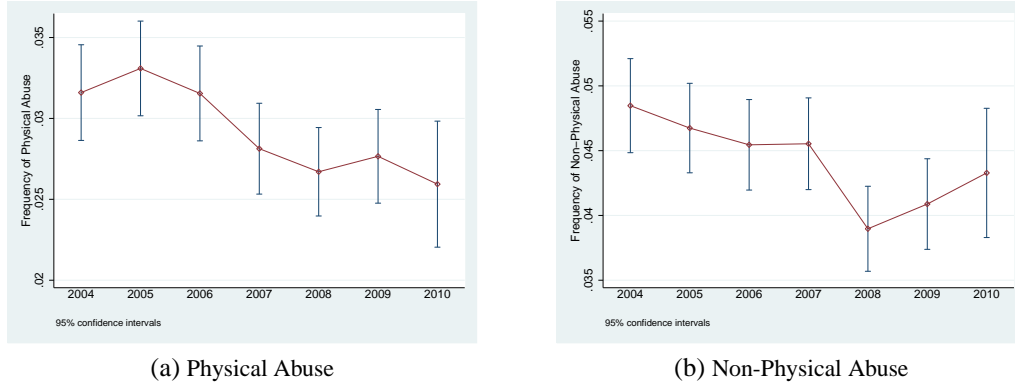 Frequency of Physical Abuse
.035
.03
.025
.02
2004 2005 2006 2007 2008 2009 2010
95% confidence intervals
(a) Physical Abuse
Frequency of Non−Physical Abuse
.055
.05
.045
.04
.035
2004 2005 2006 2007 2008 2009 2010
95% confidence intervals
(b) Non-Physical Abuse